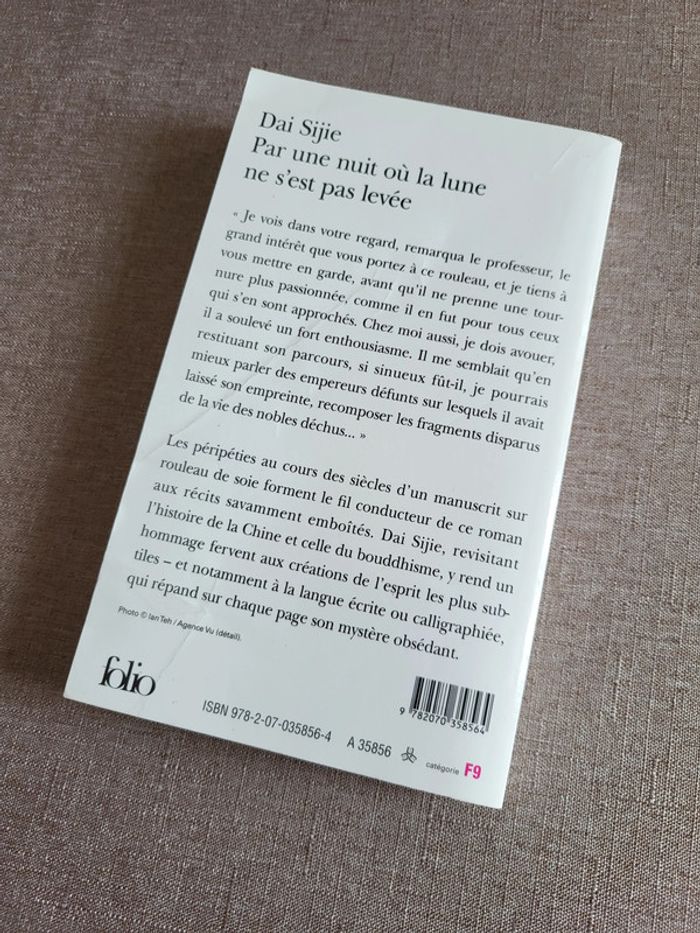 Dai Sijie
Par une nuit où la lune
ne s'est pas levée
« Je vois dans votre regard, remarqua le professeur, le
grand intérêt que vous portez à ce rouleau, et je tiens à
vous mettre en garde, avant qu'il ne prenne une tour-
nure plus passionnée, comme il en fut pour tous ceux
qui s'en sont approchés. Chez moi aussi, je dois avouer,
il a soulevé un fort enthousiasme. Il me semblait qu'en
restituant son parcours, si sinueux fût-il, je pourrais
mieux parler des empereurs défunts sur lesquels il avait
laissé son empreinte, recomposer les fragments disparus
de la vie des nobles déchus... »
Les péripéties au cours des siècles d'un manuscrit sur
rouleau de soie forment le fil conducteur de ce roman
aux récits savamment emboîtés. Dai Sijie, revisitant
l'histoire de la Chine et celle du bouddhisme, y rend un
hommage fervent aux créations de l'esprit les plus sub-
tiles – et notamment à la langue écrite ou calligraphiée,
qui répand sur chaque page son mystère obsédant.
Photo © Ian Teh / Agence Vu (détail).
folio
9 782070 358564
ISBN 978-2-07-035856-4 A 35856 catégorie F9